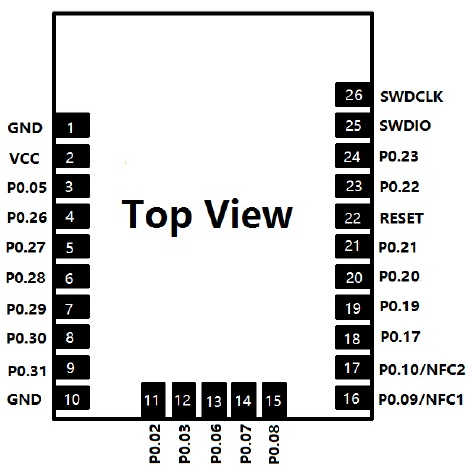 26 SWDCLK
GND 1
25 SWDIO
VCC 2
24 P0.23
P0.05 3
23 P0.22
P0.26 4
Top View
22 RESET
P0.27 5
21 P0.21
P0.28 6
20 P0.20
P0.29 7
19 P0.19
P0.30 8
18 P0.17
P0.31 9
17 P0.10/NFC2
GND 10
11 12 13 14 15
16 P0.09/NFC1
P0.02
P0.03
P0.06
P0.07
P0.08